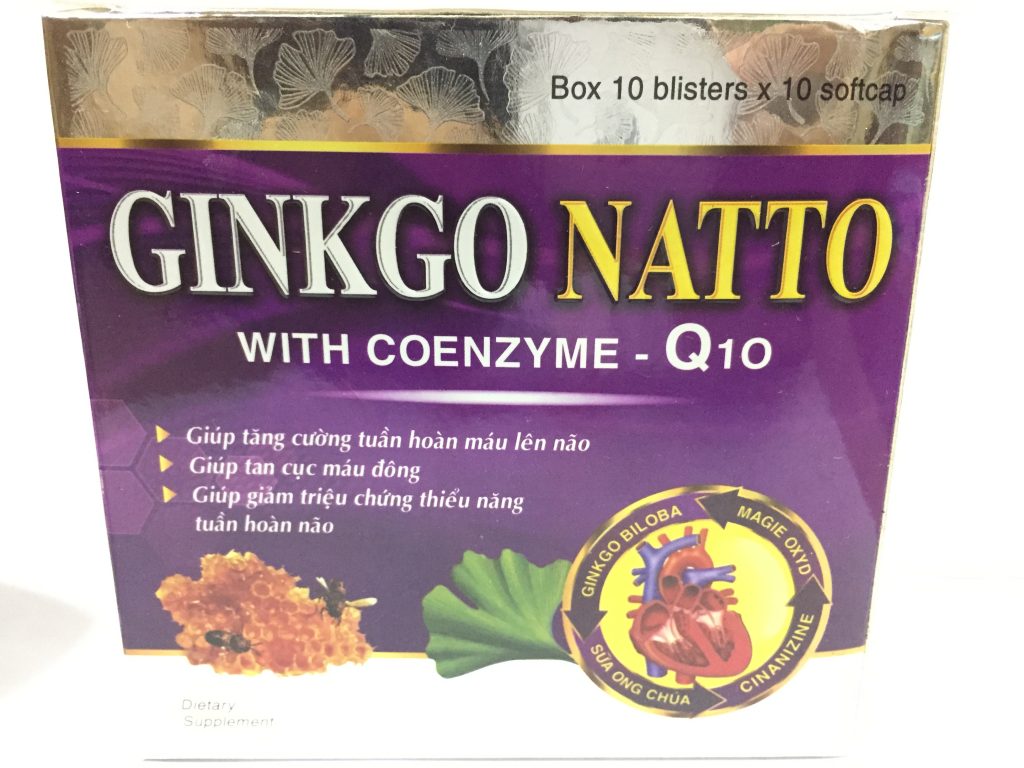 Box 10 blisters x 10 softcap
GINKGO NATTO
WITH COENZYME - Q10
Giúp tăng cường tuần hoàn máu lên não
Giúp tan cục máu đông
Giúp giảm triệu chứng thiểu năng
tuần hoàn não
GINKGO BILOBA
MAGIE OXYD
CINANIZINE
SỮA ONG CHÚA
Dietary
Supplement